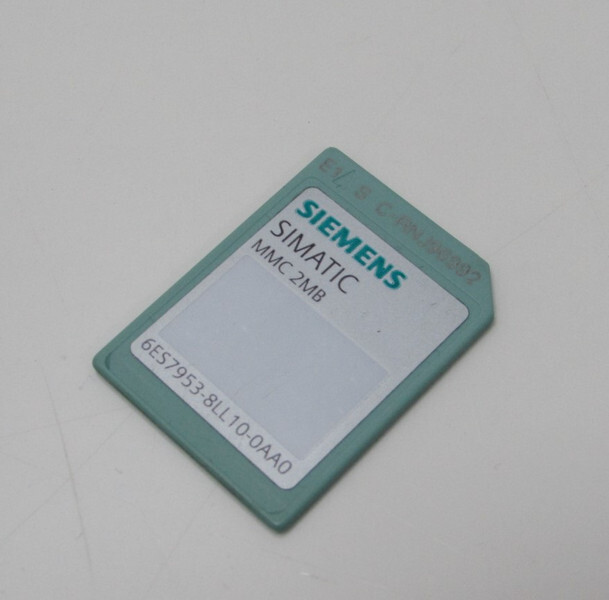 SIEMENS
SIMATIC
MMC 2MB
6ES7953-8LL10-0AA0